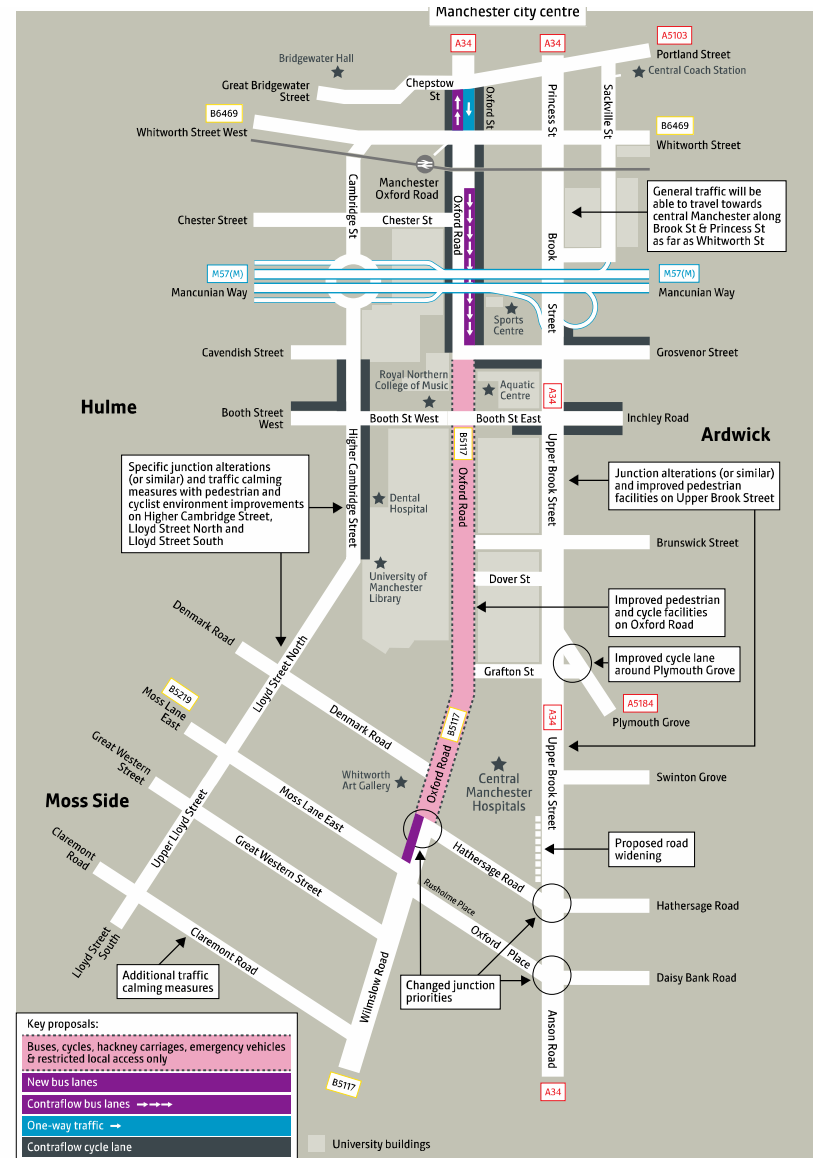 Manchester city centre
A34
A34
A5103
Portland Street
Bridgewater Hall
Central Coach Station
Great Bridgewater
Street
Chepstow
St
Oxford St
Princess St
Sackville St
B6469
Whitworth Street West
B6469
Whitworth Street
Manchester
Oxford Road
Cambridge St
Oxford Road
General traffic will be
able to travel towards
central Manchester along
Brook St & Princess St
as far as Whitworth St
Chester Street
Chester St
Brook
Street
M57(M)
Mancunian Way
M57(M)
Mancunian Way
Sports
Centre
Cavendish Street
Grosvenor Street
Royal Northern
College of Music
Aquatic
Centre
A34
Hulme
Booth Street
West
Booth St West
Booth St East
Inchley Road
Ardwick
B5117
Oxford Road
Higher Cambridge Street
Upper Brook Street
Specific junction alterations
(or similar) and traffic calming
measures with pedestrian and
cyclist environment improvements
on Higher Cambridge Street,
Lloyd Street North and
Lloyd Street South
Junction alterations (or similar)
and improved pedestrian
facilities on Upper Brook Street
Dental
Hospital
Brunswick Street
University of
Manchester
Library
Dover St
Improved pedestrian
and cycle facilities
on Oxford Road
Denmark Road
Lloyd Street North
Improved cycle lane
around Plymouth Grove
Grafton St
B5219
Moss Lane
East
A5184
Plymouth Grove
Denmark Road
B5117
A34
Great Western
Street
Oxford Road
Upper Brook Street
Whitworth
Art Gallery
Central
Manchester
Hospitals
Swinton Grove
Moss Side
Moss Lane East
Upper Lloyd Street
Claremont
Road
Great Western Street
Hathersage Road
Proposed road
widening
Rusholme Place
Hathersage Road
Lloyd Street
South
Claremont Road
Oxford Place
Additional traffic
calming measures
Wilmslow Road
Changed junction
priorities
Daisy Bank Road
Anson Road
B5117
A34
Key proposals:
Buses, cycles, hackney carriages, emergency vehicles
& restricted local access only
New bus lanes
Contraflow bus lanes
One-way traffic
Contraflow cycle lane
University buildings